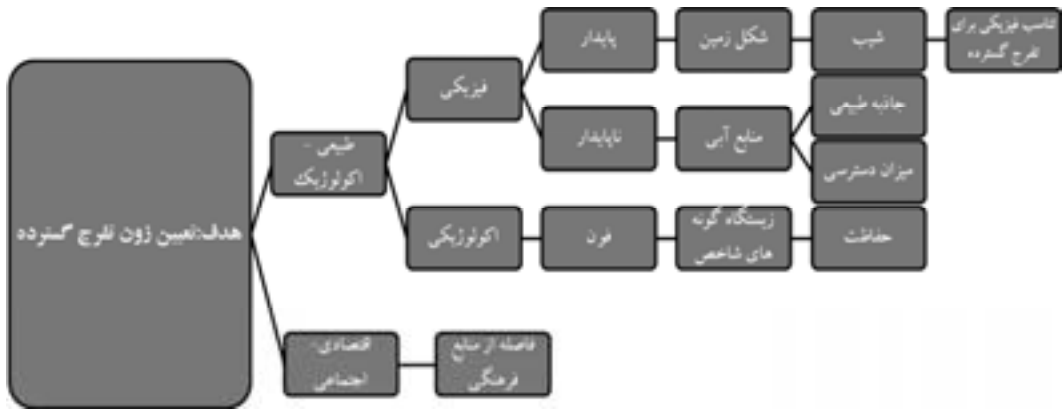 هدف:تعیین زون تفرج گسترده
طبیعی –
اکولوژیک
اقتصادی-
اجتماعی
فیزیکی
اکولوژیکی
فاصله از منابع
فرهنگی
پایدار
ناپایدار
فون
شکل زمین
منابع آبی
زیستگاه گونه
های شاخص
شیب
جاذبه طبیعی
میزان دسترسی
حفاظت
تناسب فیزیکی برای
تفرج گسترده